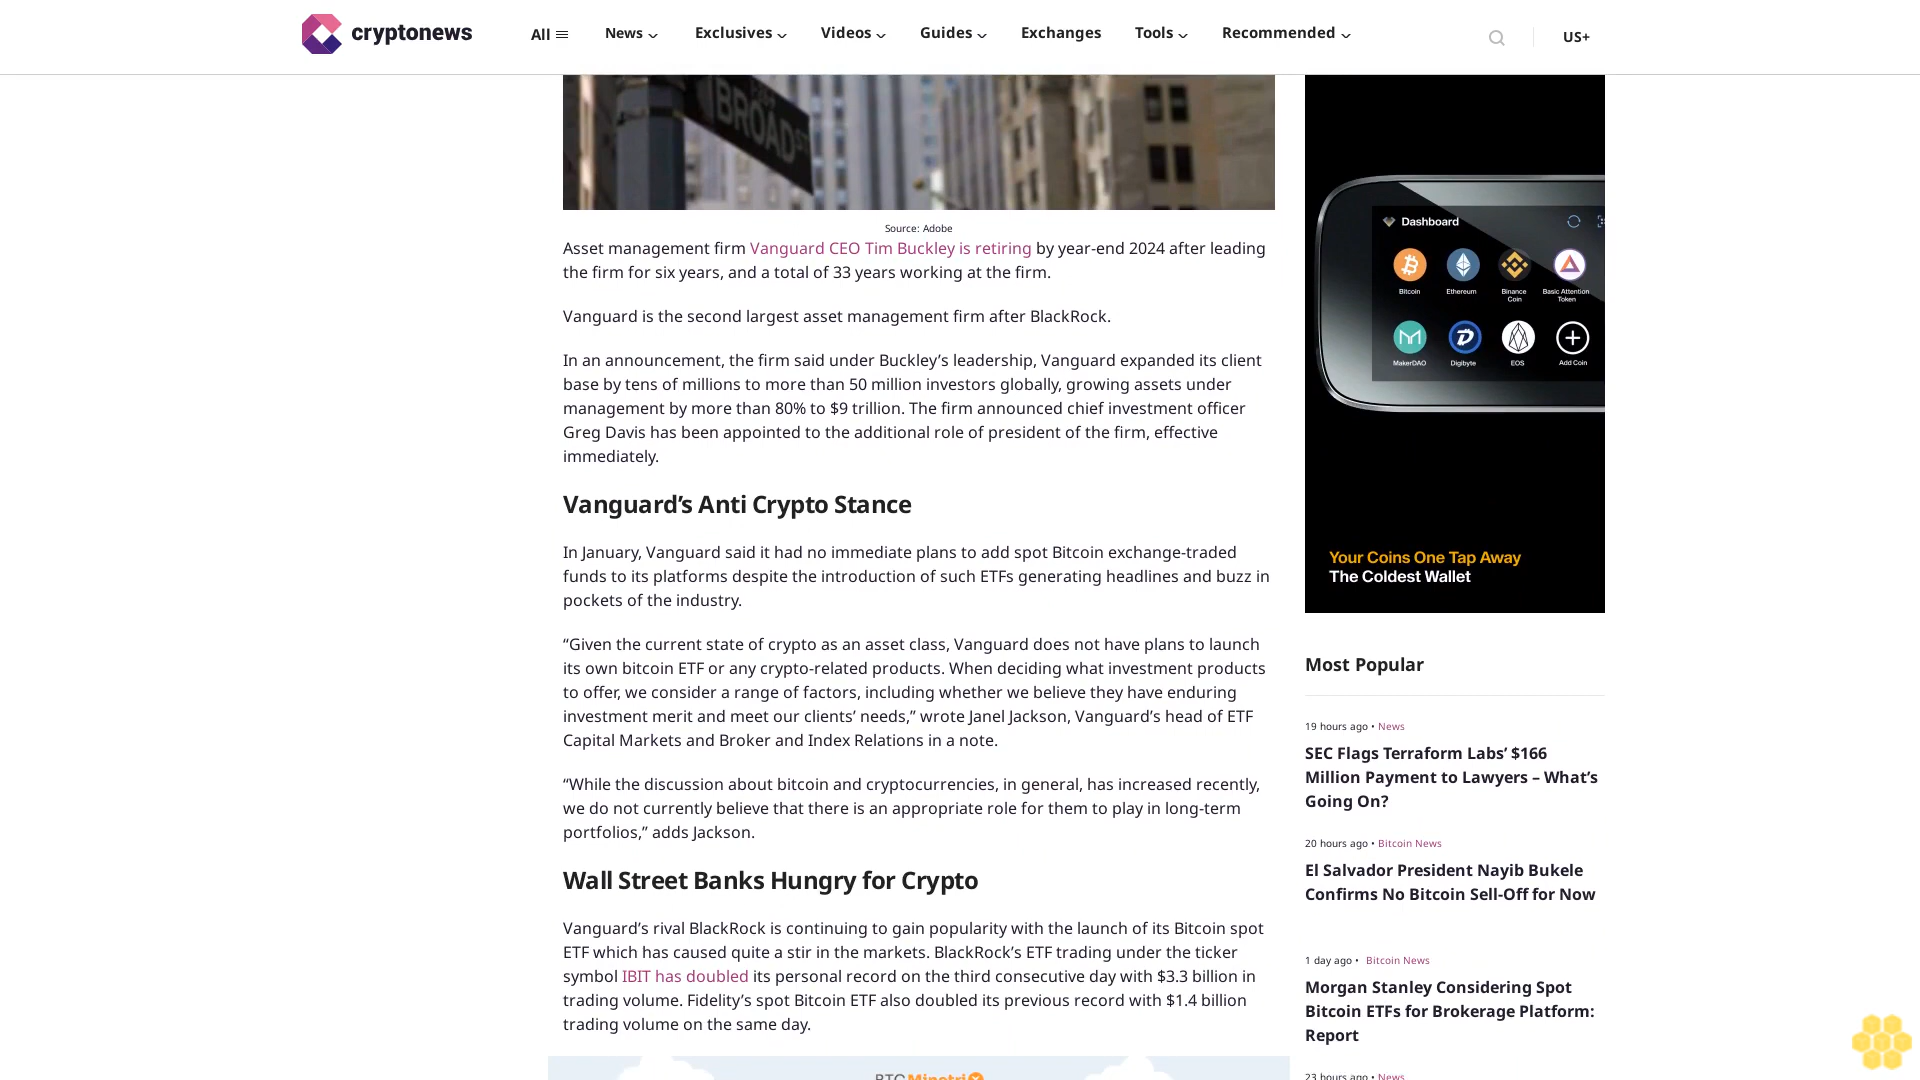 cryptonews
All
News
Exclusives
Videos
Guides
Exchanges
Tools
Recommended
US+
BROAD ST
Source: Adobe
Asset management firm Vanguard CEO Tim Buckley is retiring by year-end 2024 after leading
the firm for six years, and a total of 33 years working at the firm.
Vanguard is the second largest asset management firm after BlackRock.
In an announcement, the firm said under Buckley’s leadership, Vanguard expanded its client
base by tens of millions to more than 50 million investors globally, growing assets under
management by more than 80% to $9 trillion. The firm announced chief investment officer
Greg Davis has been appointed to the additional role of president of the firm, effective
immediately.
Vanguard’s Anti Crypto Stance
In January, Vanguard said it had no immediate plans to add spot Bitcoin exchange-traded
funds to its platforms despite the introduction of such ETFs generating headlines and buzz in
pockets of the industry.
“Given the current state of crypto as an asset class, Vanguard does not have plans to launch
its own bitcoin ETF or any crypto-related products. When deciding what investment products
to offer, we consider a range of factors, including whether we believe they have enduring
investment merit and meet our clients’ needs,” wrote Janel Jackson, Vanguard’s head of ETF
Capital Markets and Broker and Index Relations in a note.
“While the discussion about bitcoin and cryptocurrencies, in general, has increased recently,
we do not currently believe that there is an appropriate role for them to play in long-term
portfolios,” adds Jackson.
Wall Street Banks Hungry for Crypto
Vanguard’s rival BlackRock is continuing to gain popularity with the launch of its Bitcoin spot
ETF which has caused quite a stir in the markets. BlackRock’s ETF trading under the ticker
symbol IBIT has doubled its personal record on the third consecutive day with $3.3 billion in
trading volume. Fidelity’s spot Bitcoin ETF also doubled its previous record with $1.4 billion
trading volume on the same day.
BTC Minetrix
Dashboard
Bitcoin
Ethereum
Binance
Coin
Basic Attention
Token
MakerDAO
Digibyte
EOS
Add Coin
Your Coins One Tap Away
The Coldest Wallet
Most Popular
19 hours ago • News
SEC Flags Terraform Labs’ $166
Million Payment to Lawyers – What’s
Going On?
20 hours ago • Bitcoin News
El Salvador President Nayib Bukele
Confirms No Bitcoin Sell-Off for Now
1 day ago • Bitcoin News
Morgan Stanley Considering Spot
Bitcoin ETFs for Brokerage Platform:
Report
23 hours ago • News